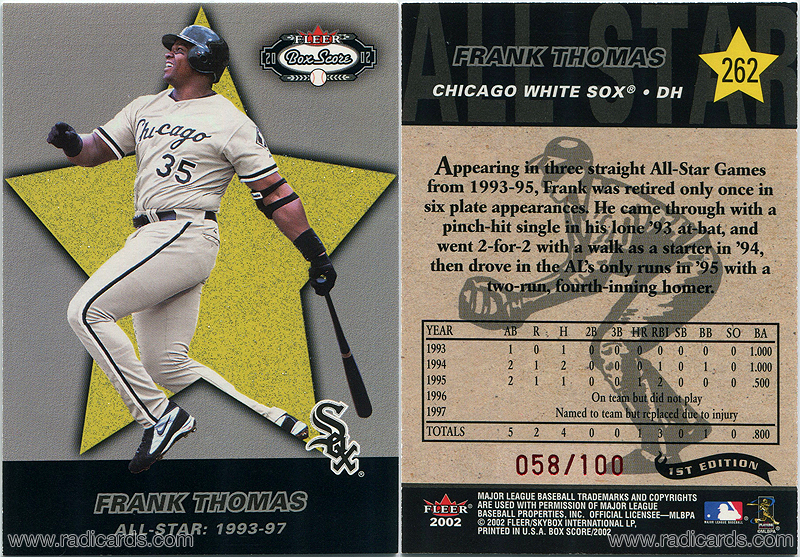 FLEER
20 Box Score 02
Chicago
35
Sox®
FRANK THOMAS
ALL-STAR: 1993-97
www.radicards.com
ALL STAR
FRANK THOMAS
262
CHICAGO WHITE SOX® • DH
Appearing in three straight All-Star Games
from 1993-95, Frank was retired only once in
six plate appearances. He came through with a
pinch-hit single in his lone '93 at-bat, and
went 2-for-2 with a walk as a starter in '94,
then drove in the AL's only runs in '95 with a
two-run, fourth-inning homer.
YEAR AB R H 2B 3B HR RBI SB BB SO BA
1993 1 0 1 0 0 0 0 0 0 0 1.000
1994 2 1 2 0 0 0 1 0 1 0 1.000
1995 2 1 1 0 0 1 2 0 0 0 .500
1996 On team but did not play
1997 Named to team but replaced due to injury
TOTALS 5 2 4 0 0 1 3 0 1 0 .800
058/100
1ST EDITION
FLEER
2002
MAJOR LEAGUE BASEBALL TRADEMARKS AND COPYRIGHTS
ARE USED WITH PERMISSION OF MAJOR LEAGUE
BASEBALL PROPERTIES, INC. OFFICIAL LICENSEE—MLBPA
© 2002 FLEER/SKYBOX INTERNATIONAL LP,
PRINTED IN U.S.A. BOX SCORE/2002
www.radicards.com